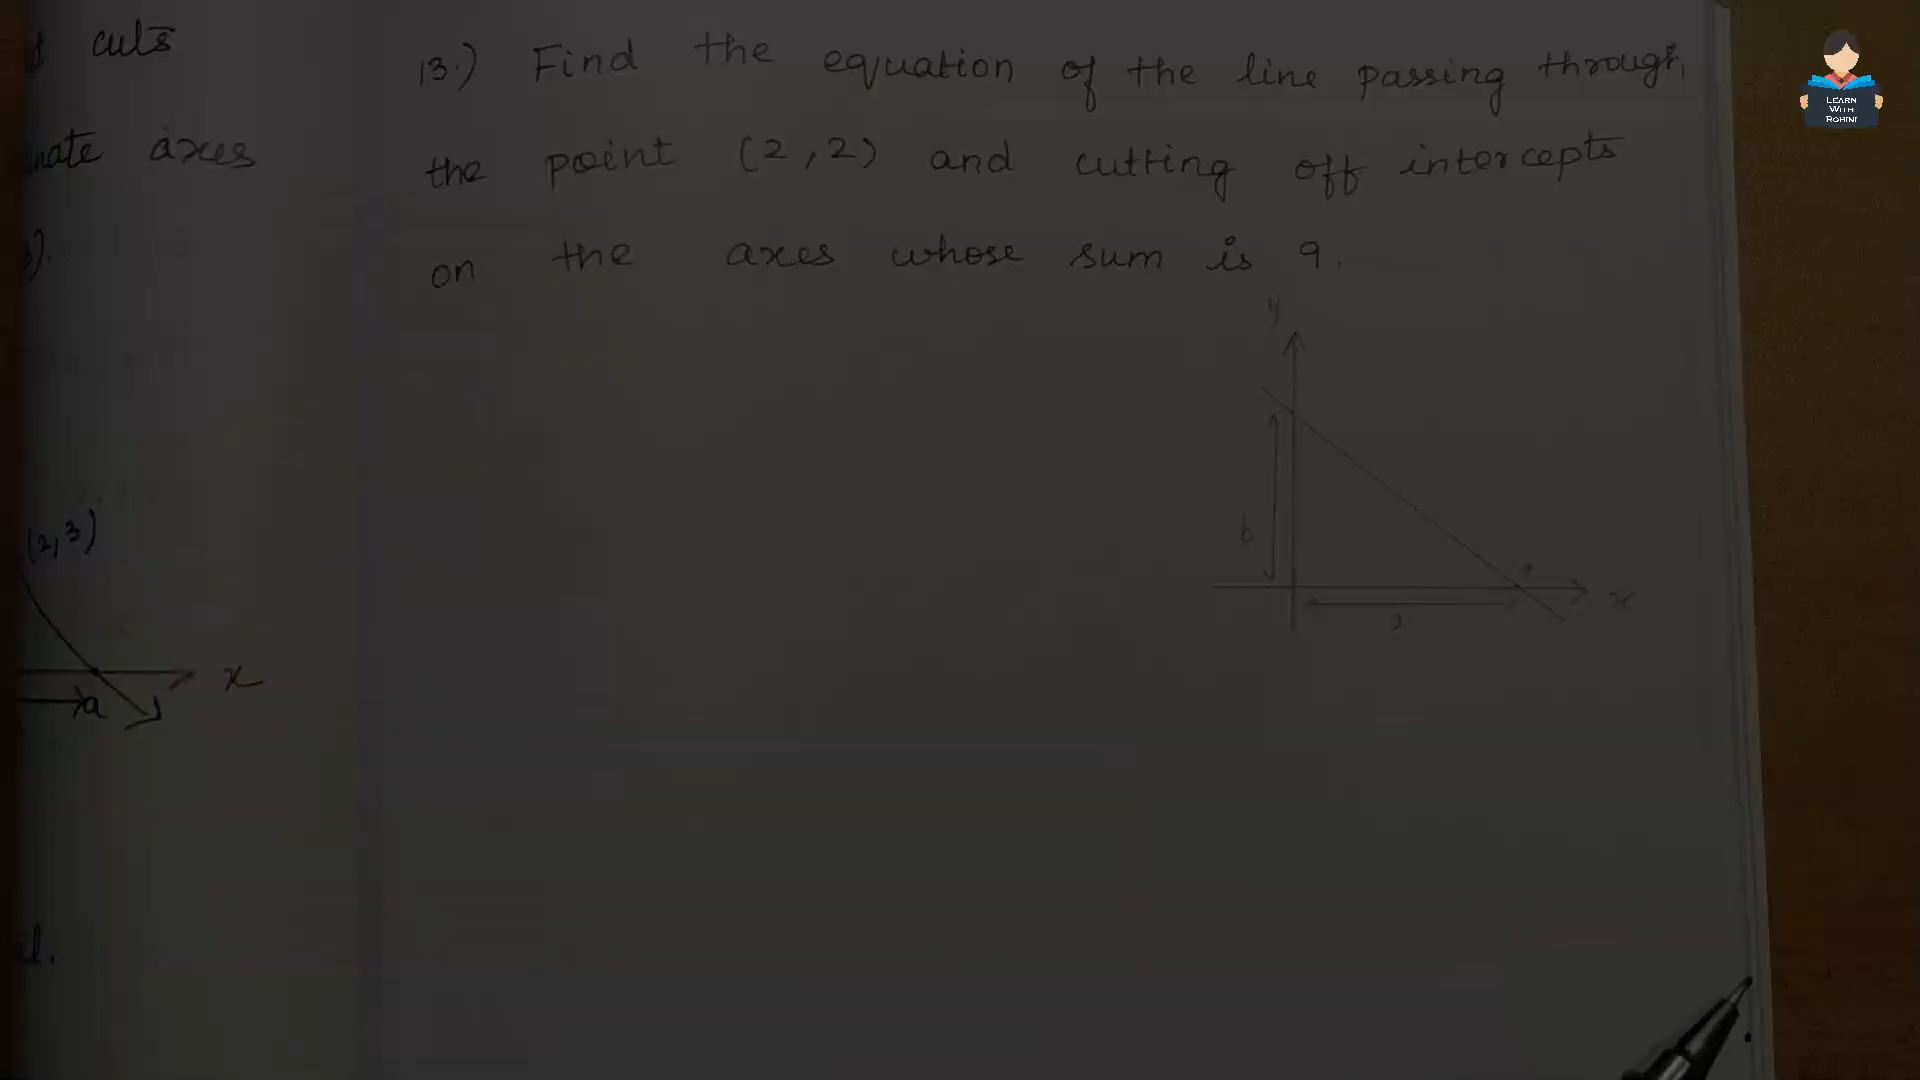 cuts
axes
(2,3)
x
a
13.) Find the equation of the line passing through
the point (2,2) and cutting off intercepts
on the axes whose sum is 9.
y
b
x
LEARN
WITH
ROHINI